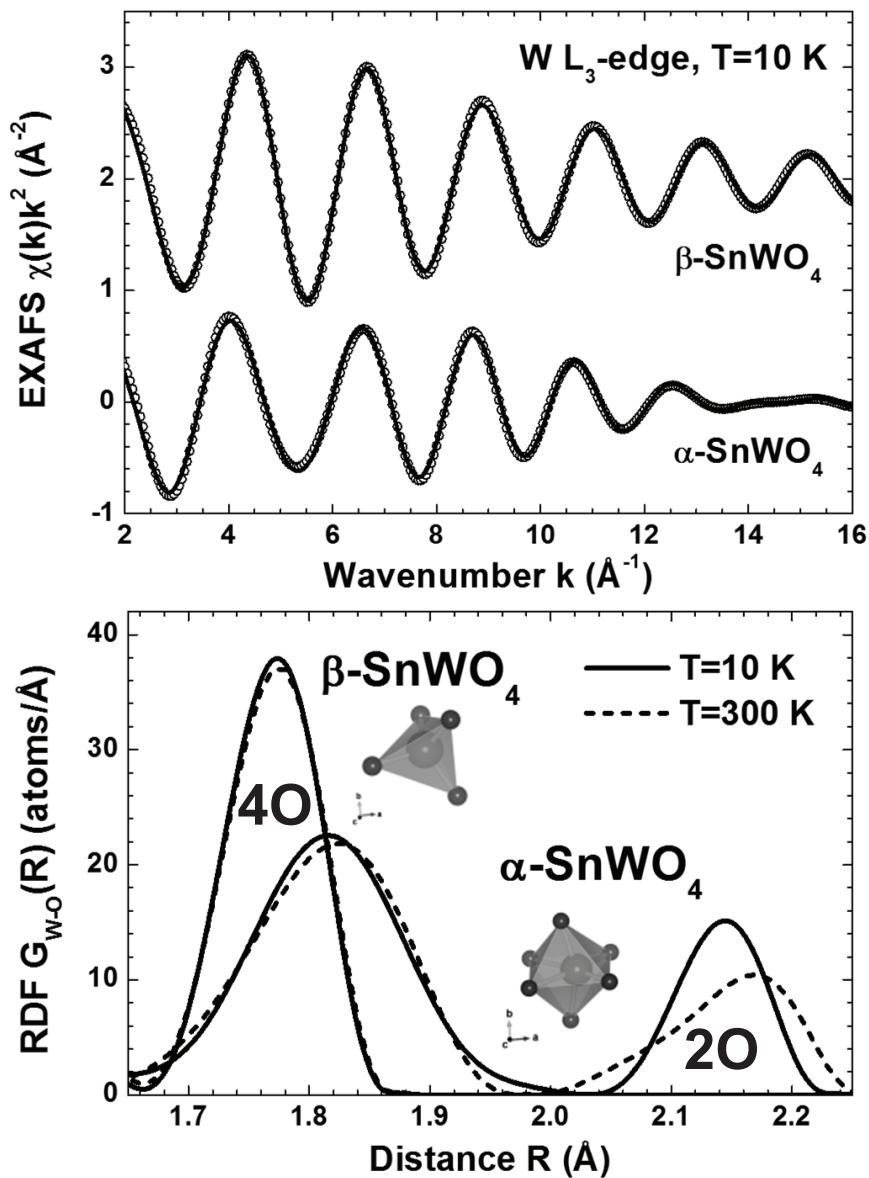 3
2
1
0
-1
EXAFS χ(k)k² (Å⁻²)
W L₃-edge, T=10 K
β-SnWO₄
α-SnWO₄
2 4 6 8 10 12 14 16
Wavenumber k (Å⁻¹)
40
30
20
10
0
RDF G_W-O(R) (atoms/Å)
β-SnWO₄
T=10 K
T=300 K
b
c a
4O
α-SnWO₄
b
c a
2O
1.7 1.8 1.9 2.0 2.1 2.2
Distance R (Å)